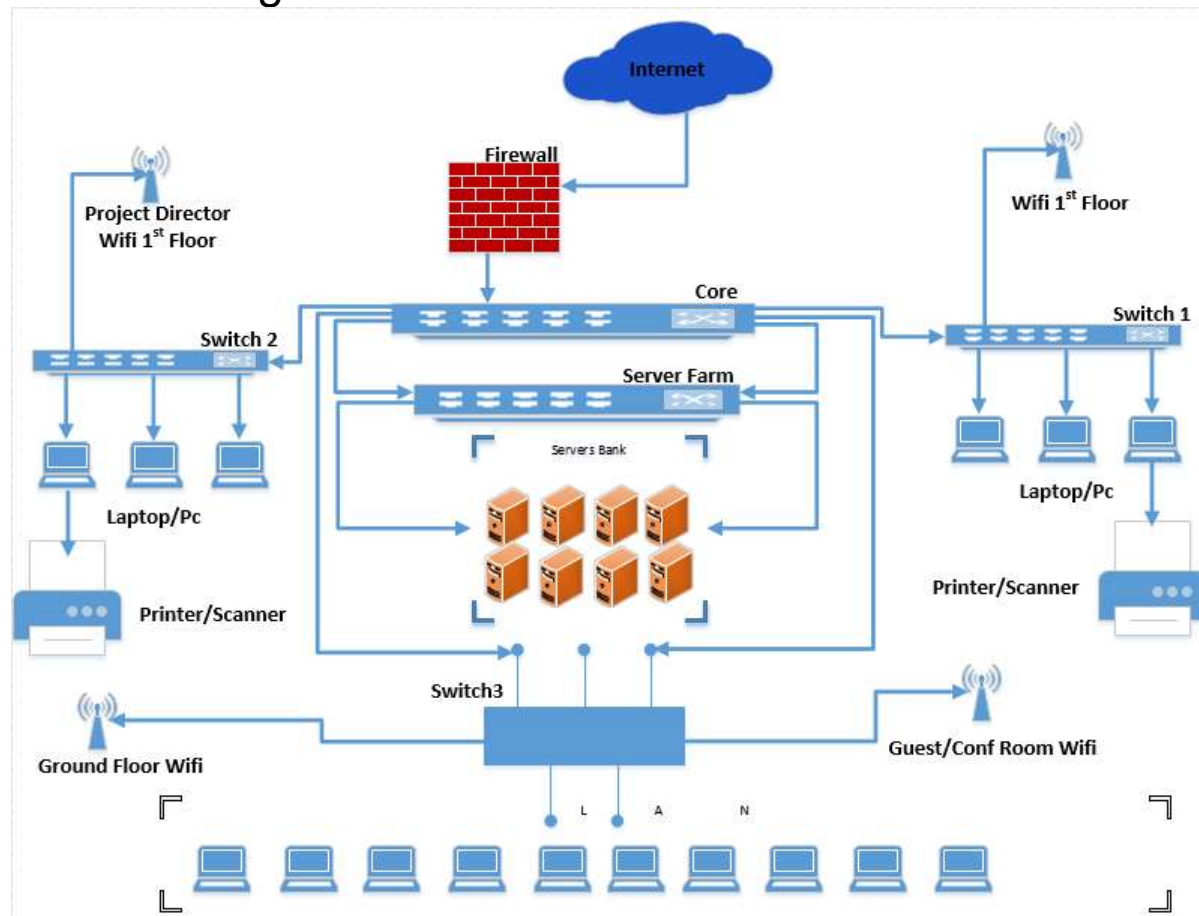 Internet
Firewall
Project Director
Wifi 1st Floor
Wifi 1st Floor
Core
Switch 1
Switch 2
Server Farm
Servers Bank
Laptop/Pc
Laptop/Pc
Printer/Scanner
Printer/Scanner
Switch3
Ground Floor Wifi
Guest/Conf Room Wifi
L A N